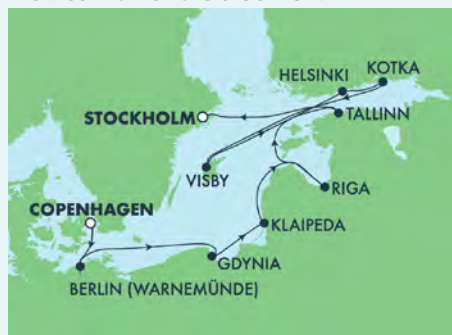 HELSINKI
KOTKA
STOCKHOLM
TALLINN
VISBY
RIGA
COPENHAGEN
KLAIPEDA
GDYNIA
BERLIN (WARNEMÜNDE)